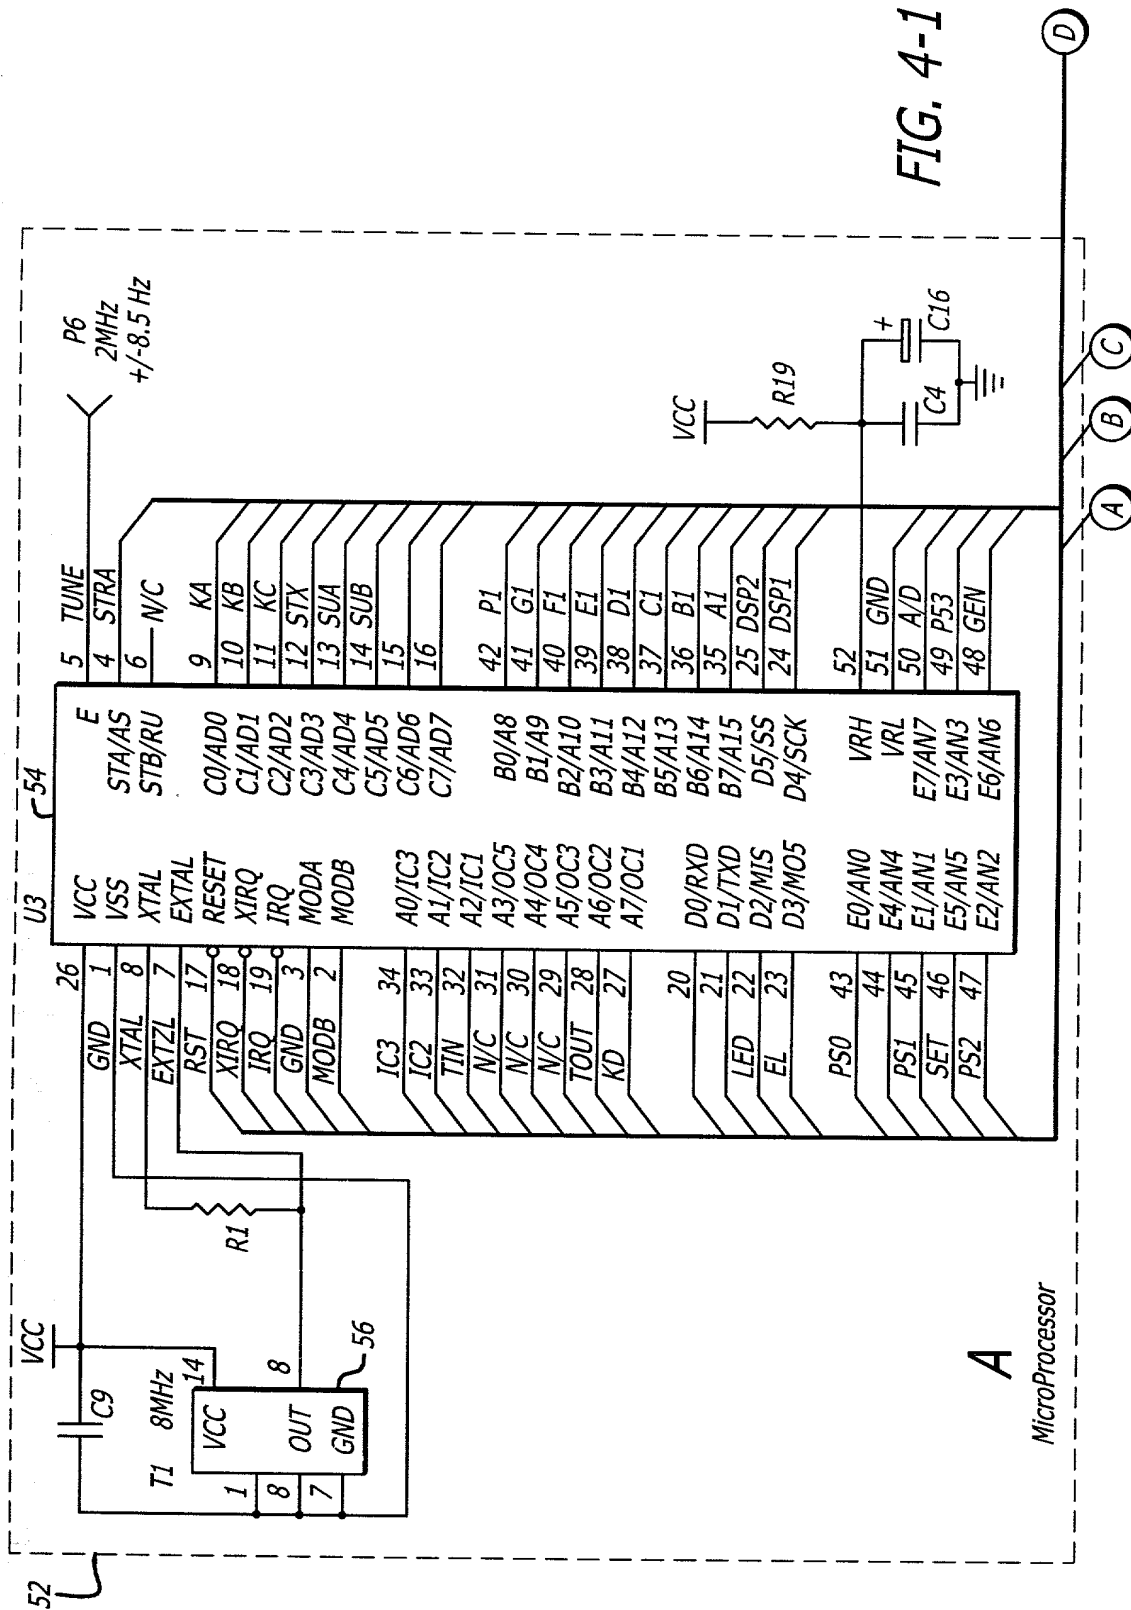 52
VCC
C9
T1 8MHz
14
VCC
OUT
GND
8
56
1
8
7
R1
U3
54
26 VCC
GND 1 VSS
XTAL 8 XTAL
EXTZL 7 EXTAL
RST 17 RESET
XIRQ 18 XIRQ
IRQ 19 IRQ
GND 3 MODA
MODB 2 MODB
IC3 34 A0/IC3
IC2 33 A1/IC2
TIN 32 A2/IC1
N/C 31 A3/OC5
N/C 30 A4/OC4
N/C 29 A5/OC3
TOUT 28 A6/OC2
KD 27 A7/OC1
20 D0/RXD
21 D1/TXD
LED 22 D2/MIS
EL 23 D3/MO5
PS0 43 E0/AN0
44 E4/AN4
PS1 45 E1/AN1
SET 46 E5/AN5
PS2 47 E2/AN2
E 5 TUNE
STA/AS 4 STRA
STB/RU 6 N/C
C0/AD0 9 KA
C1/AD1 10 KB
C2/AD2 11 KC
C3/AD3 12 STX
C4/AD4 13 SUA
C5/AD5 14 SUB
C6/AD6 15
C7/AD7 16
B0/A8 42 P1
B1/A9 41 G1
B2/A10 40 F1
B3/A11 39 E1
B4/A12 38 D1
B5/A13 37 C1
B6/A14 36 B1
B7/A15 35 A1
D5/SS 25 DSP2
D4/SCK 24 DSP1
VRH 52
VRL 51 GND
E7/AN7 50 A/D
E3/AN3 49 P53
E6/AN6 48 GEN
P6
2MHz
+/-8.5 Hz
VCC
R19
C4
+
C16
A
MicroProcessor
A
B
C
D
FIG. 4-1